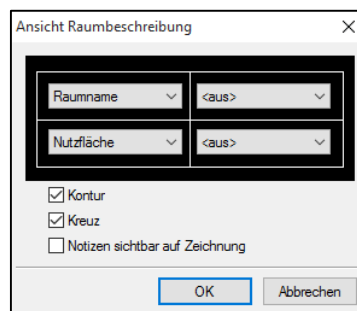 Ansicht Raumbeschreibung
Raumname <aus>
Nutzfläche <aus>
Kontur
Kreuz
Notizen sichtbar auf Zeichnung
OK Abbrechen